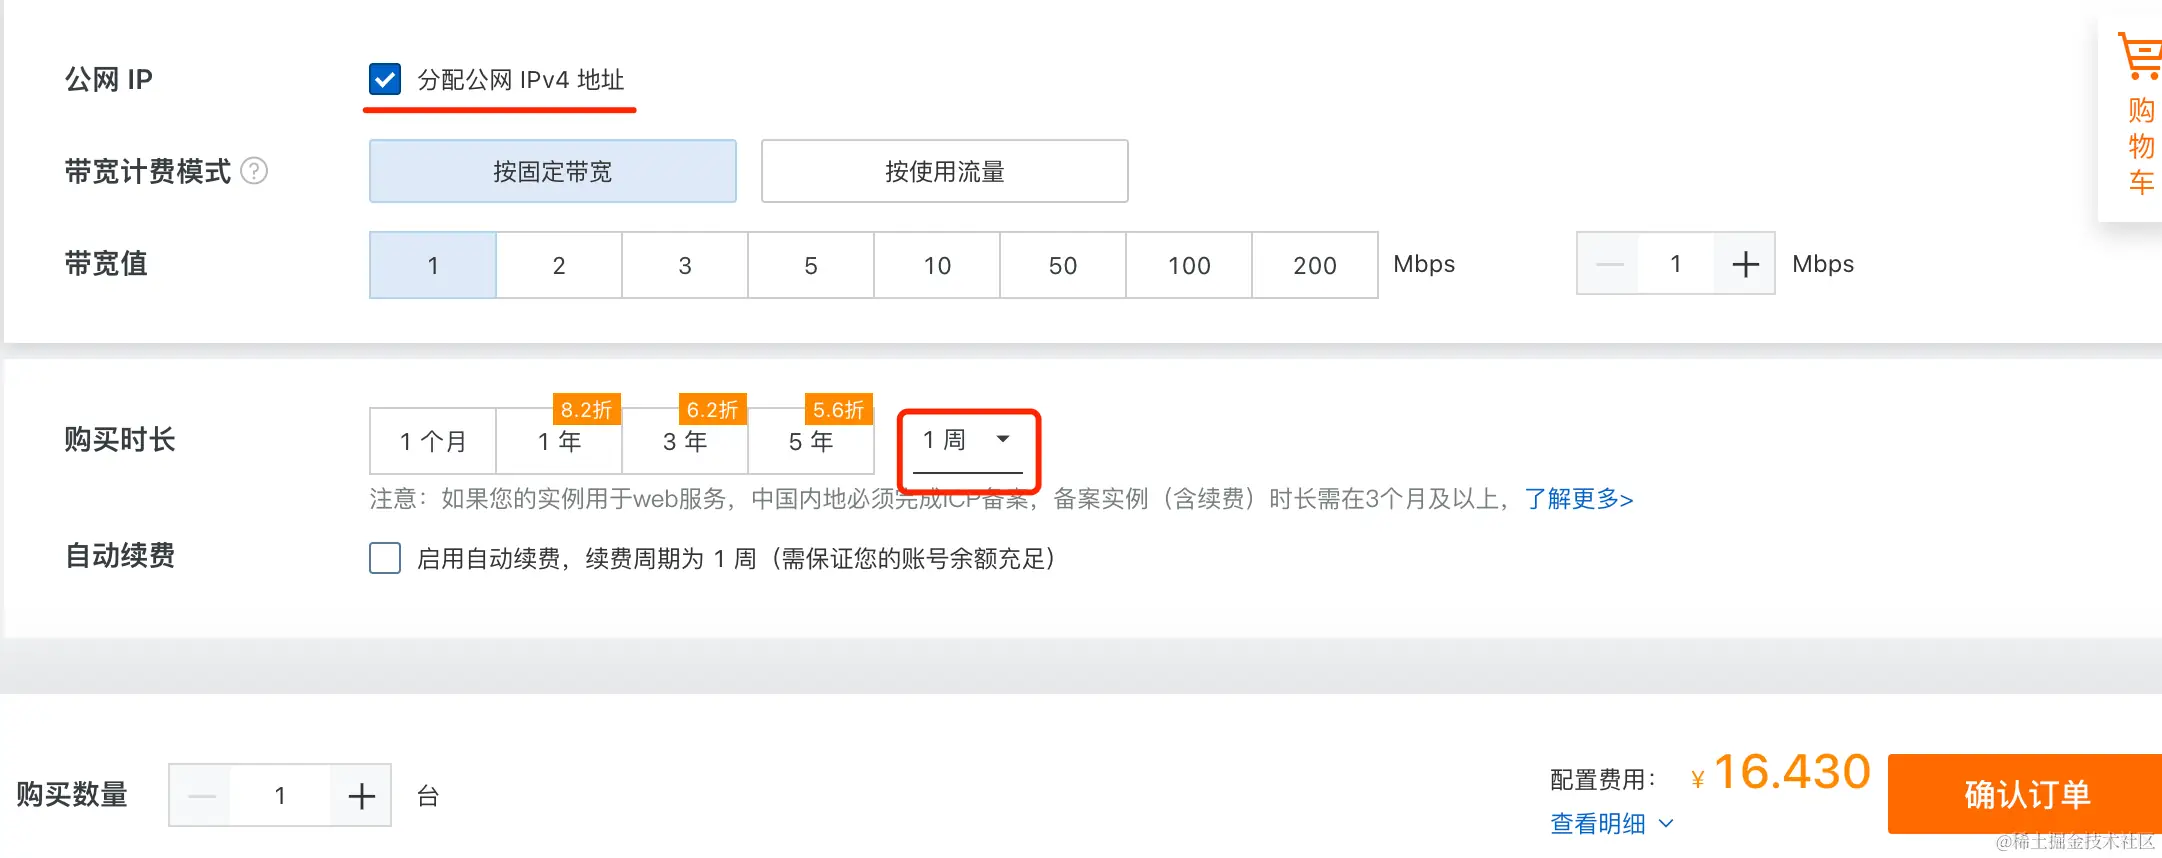 公网 IP
分配公网 IPv4 地址
购物车
带宽计费模式 ?
按固定带宽
按使用流量
带宽值
1 2 3 5 10 50 100 200 Mbps
— 1 + Mbps
8.2折 6.2折 5.6折
购买时长
1 个月 1 年 3 年 5 年 1 周
注意：如果您的实例用于web服务，中国内地必须完成ICP备案，备案实例（含续费）时长需在3个月及以上，了解更多>
自动续费
启用自动续费，续费周期为 1 周（需保证您的账号余额充足）
购买数量
— 1 + 台
配置费用： ¥ 16.430
查看明细
确认订单
@稀土掘金技术社区